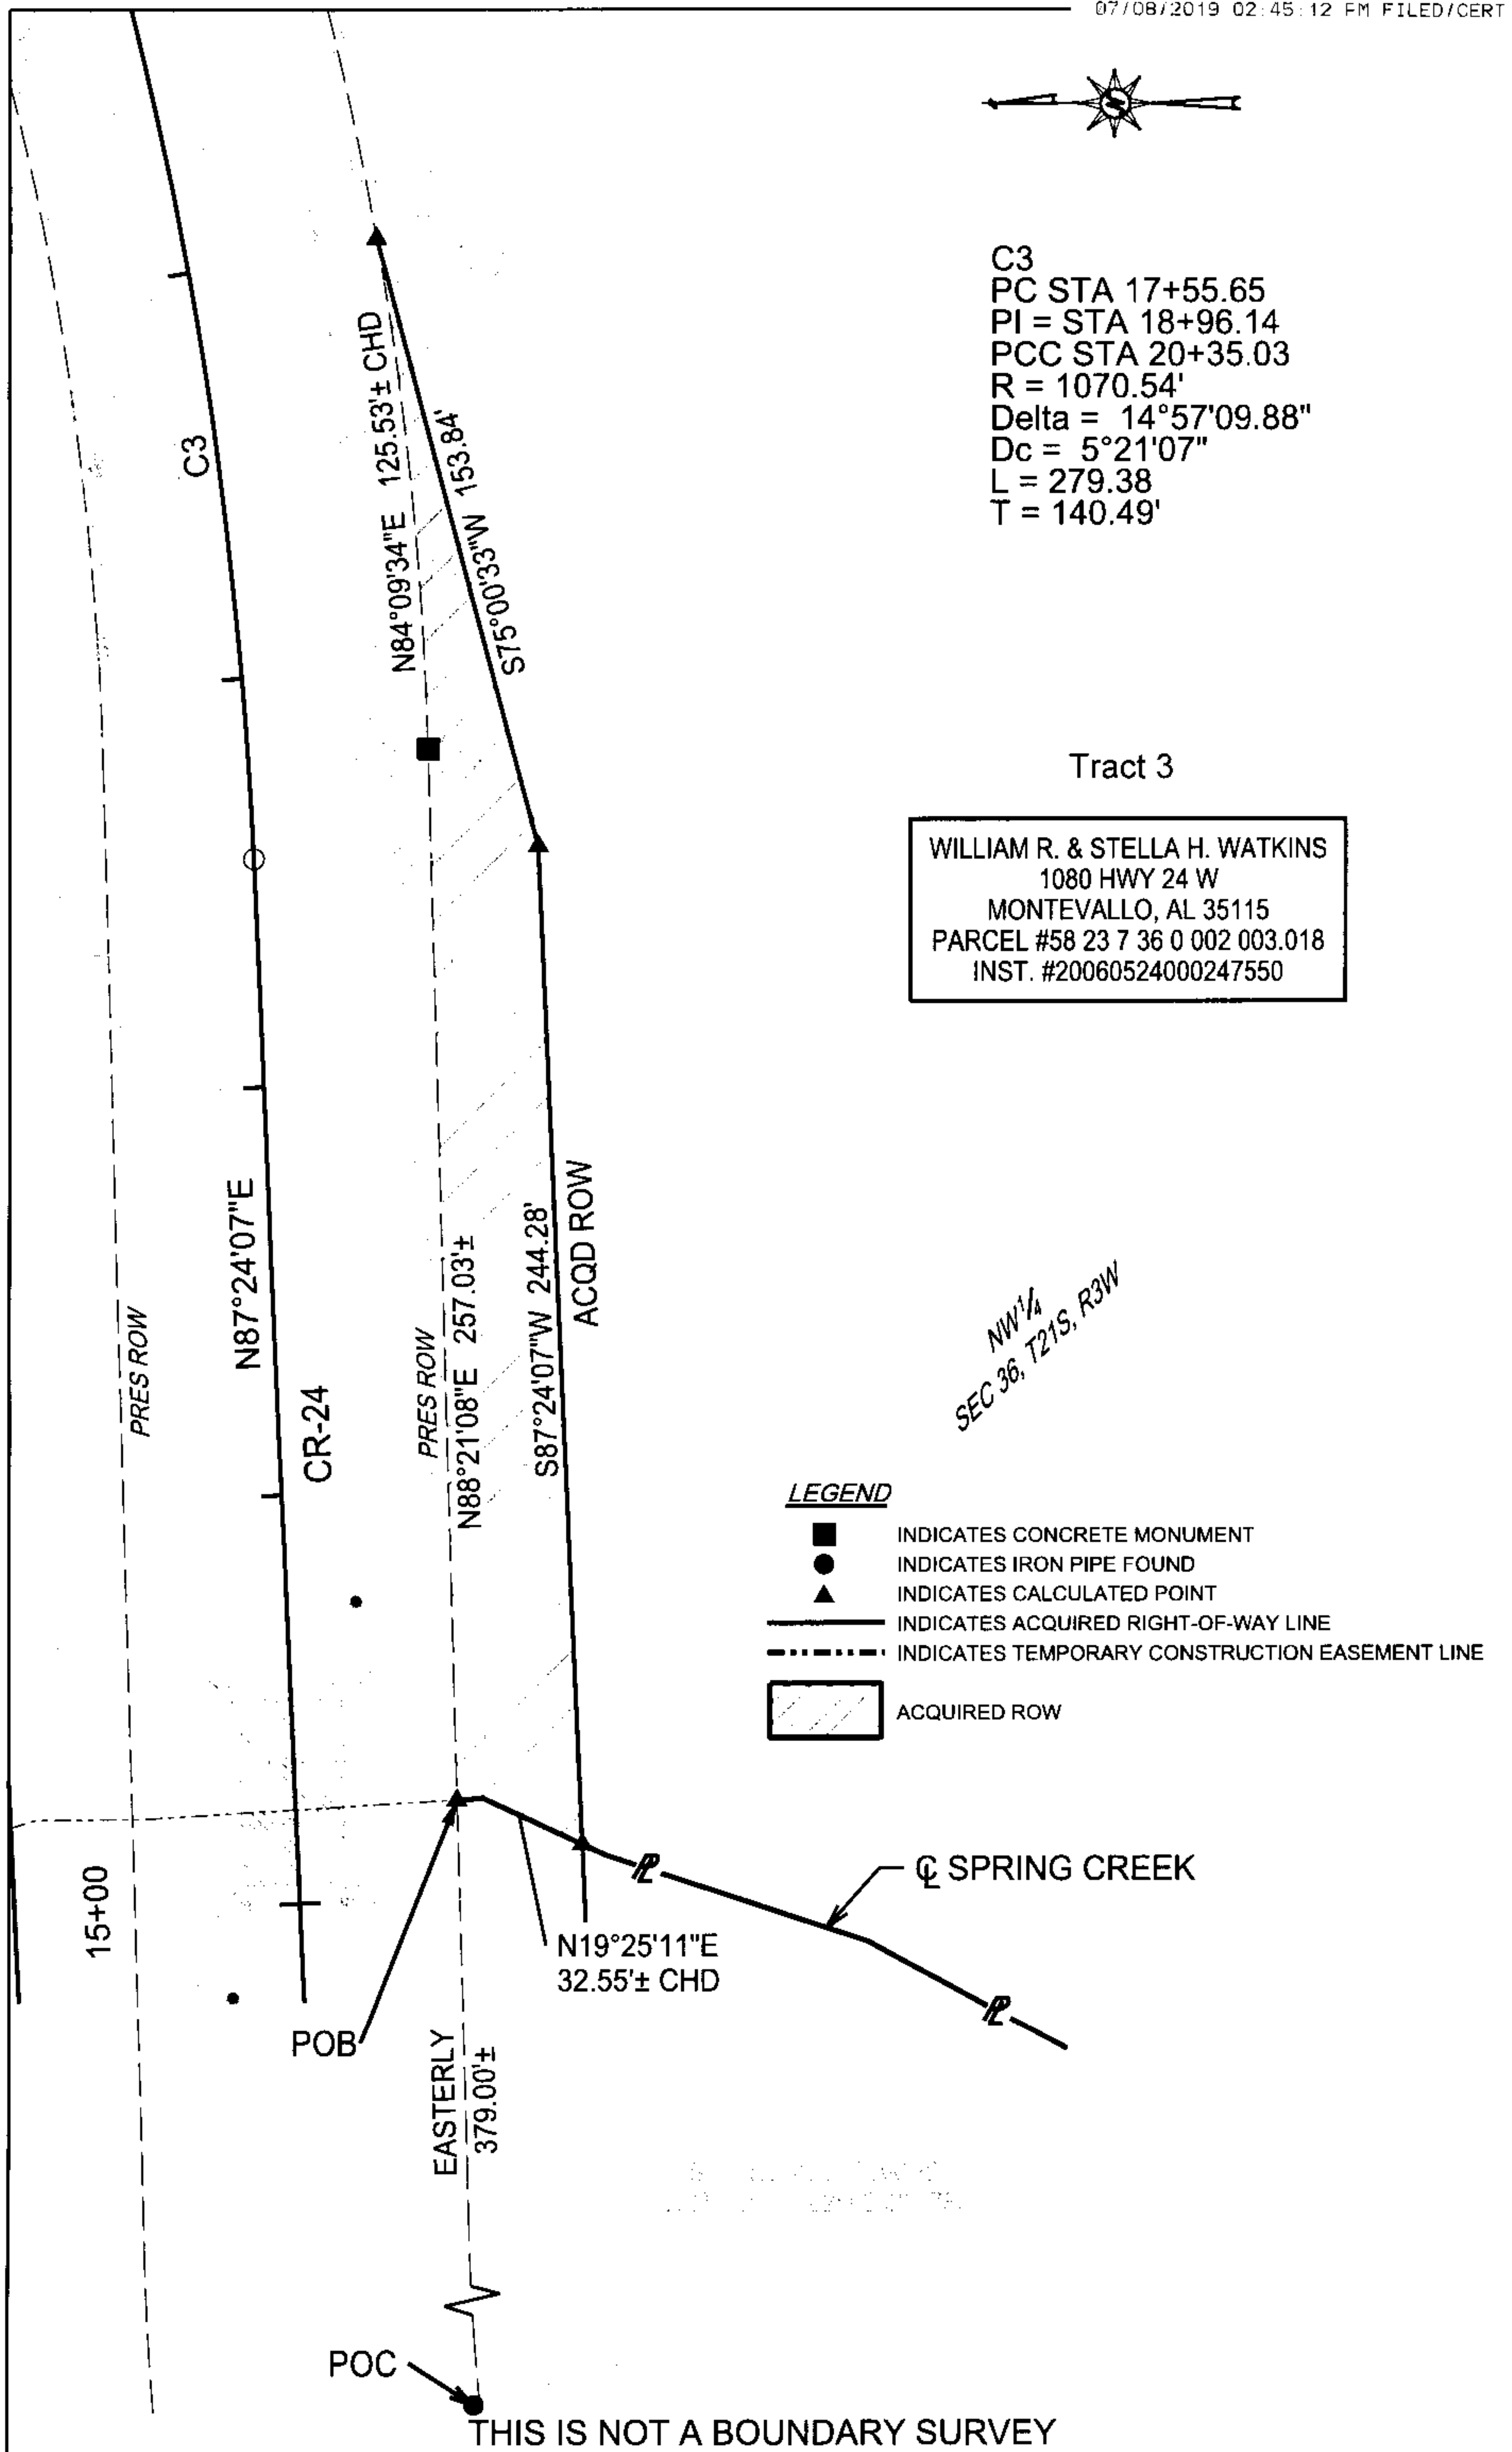 07/08/2019 02:45:12 PM FILED/CERT
N
C3
PC STA 17+55.65
PI = STA 18+96.14
PCC STA 20+35.03
R = 1070.54'
Delta = 14°57'09.88"
Dc = 5°21'07"
L = 279.38
T = 140.49'
C3
N84°09'34"E 125.53'± CHD
S75°00'33"W 153.84'
Tract 3
WILLIAM R. & STELLA H. WATKINS
1080 HWY 24 W
MONTEVALLO, AL 35115
PARCEL #58 23 7 36 0 002 003.018
INST. #20060524000247550
N87°24'07"E
PRES ROW
CR-24
PRES ROW
N88°21'08"E 257.03'±
S87°24'07"W 244.28'
ACQD ROW
NW¼
SEC 36, T21S, R3W
LEGEND
INDICATES CONCRETE MONUMENT
INDICATES IRON PIPE FOUND
INDICATES CALCULATED POINT
INDICATES ACQUIRED RIGHT-OF-WAY LINE
INDICATES TEMPORARY CONSTRUCTION EASEMENT LINE
ACQUIRED ROW
PL
℄ SPRING CREEK
15+00
N19°25'11"E
32.55'± CHD
PL
POB
EASTERLY
379.00'±
POC
THIS IS NOT A BOUNDARY SURVEY